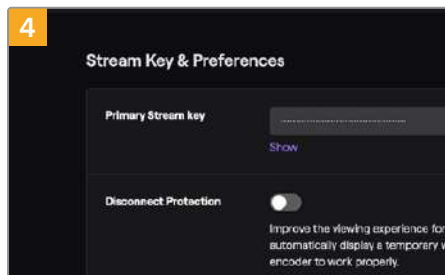 4
Stream Key & Preferences
Primary Stream key
Show
Disconnect Protection
Improve the viewing experience for
automatically display a temporary v
encoder to work properly.